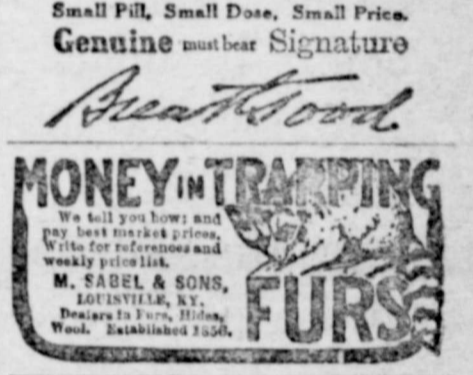 Small Pill, Small Dose, Small Price.
Genuine must bear Signature
Brent Good
MONEY IN TRAPPING
We tell you how; and
pay best market prices.
Write for references and
weekly price list.
M. SABEL & SONS,
LOUISVILLE, KY.
Dealers in Furs, Hides,
Wool. Established 1856.
FURS